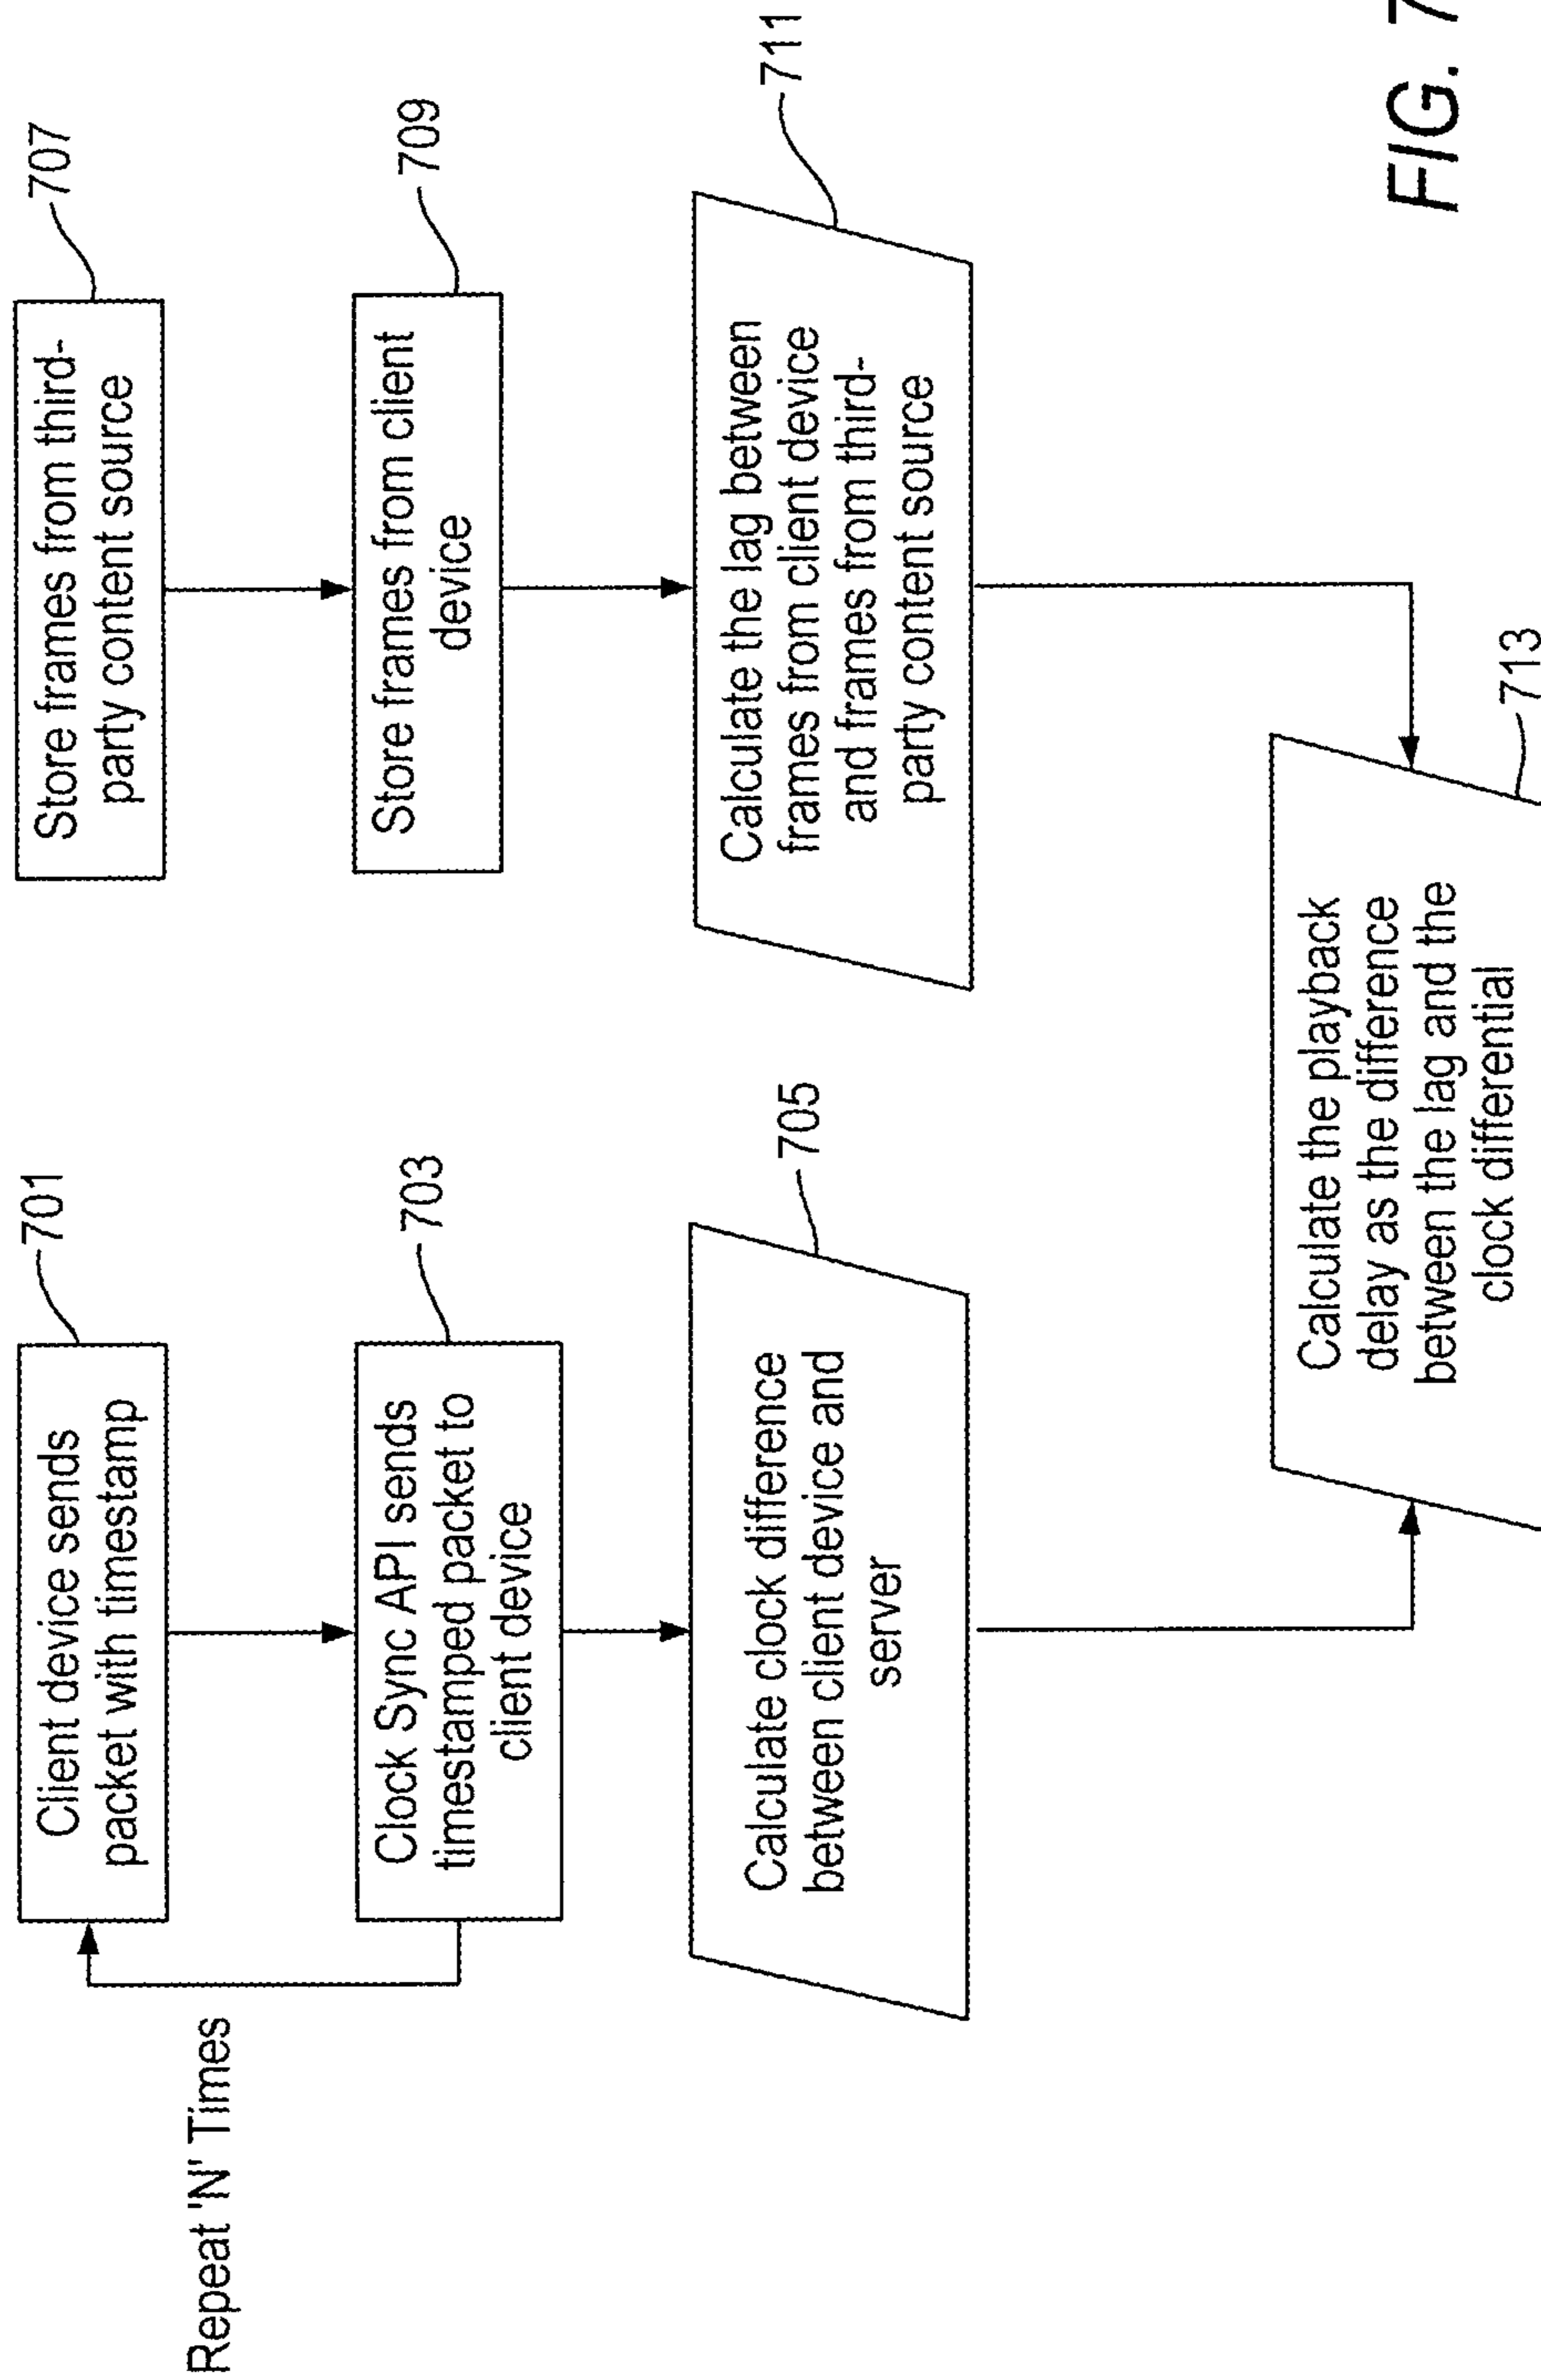 701
Client device sends
packet with timestamp
Repeat 'N' Times
703
Clock Sync API sends
timestamped packet to
client device
705
Calculate clock difference
between client device and
server
707
Store frames from third-
party content source
709
Store frames from client
device
711
Calculate the lag between
frames from client device
and frames from third-
party content source
713
Calculate the playback
delay as the difference
between the lag and the
clock differential
FIG. 7